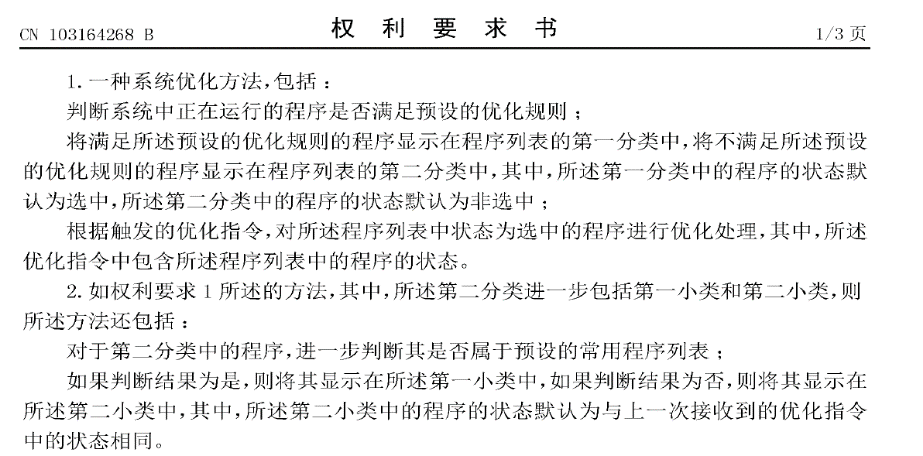 CN 103164268 B
权利要求书
1/3 页
1. 一种系统优化方法,包括:
判断系统中正在运行的程序是否满足预设的优化规则;
将满足所述预设的优化规则的程序显示在程序列表的第一分类中,将不满足所述预设
的优化规则的程序显示在程序列表的第二分类中,其中,所述第一分类中的程序的状态默
认为选中,所述第二分类中的程序的状态默认为非选中;
根据触发的优化指令,对所述程序列表中状态为选中的程序进行优化处理,其中,所述
优化指令中包含所述程序列表中的程序的状态。
2. 如权利要求 1 所述的方法,其中,所述第二分类进一步包括第一小类和第二小类,则
所述方法还包括:
对于第二分类中的程序,进一步判断其是否属于预设的常用程序列表;
如果判断结果为是,则将其显示在所述第一小类中,如果判断结果为否,则将其显示在
所述第二小类中,其中,所述第二小类中的程序的状态默认为与上一次接收到的优化指令
中的状态相同。